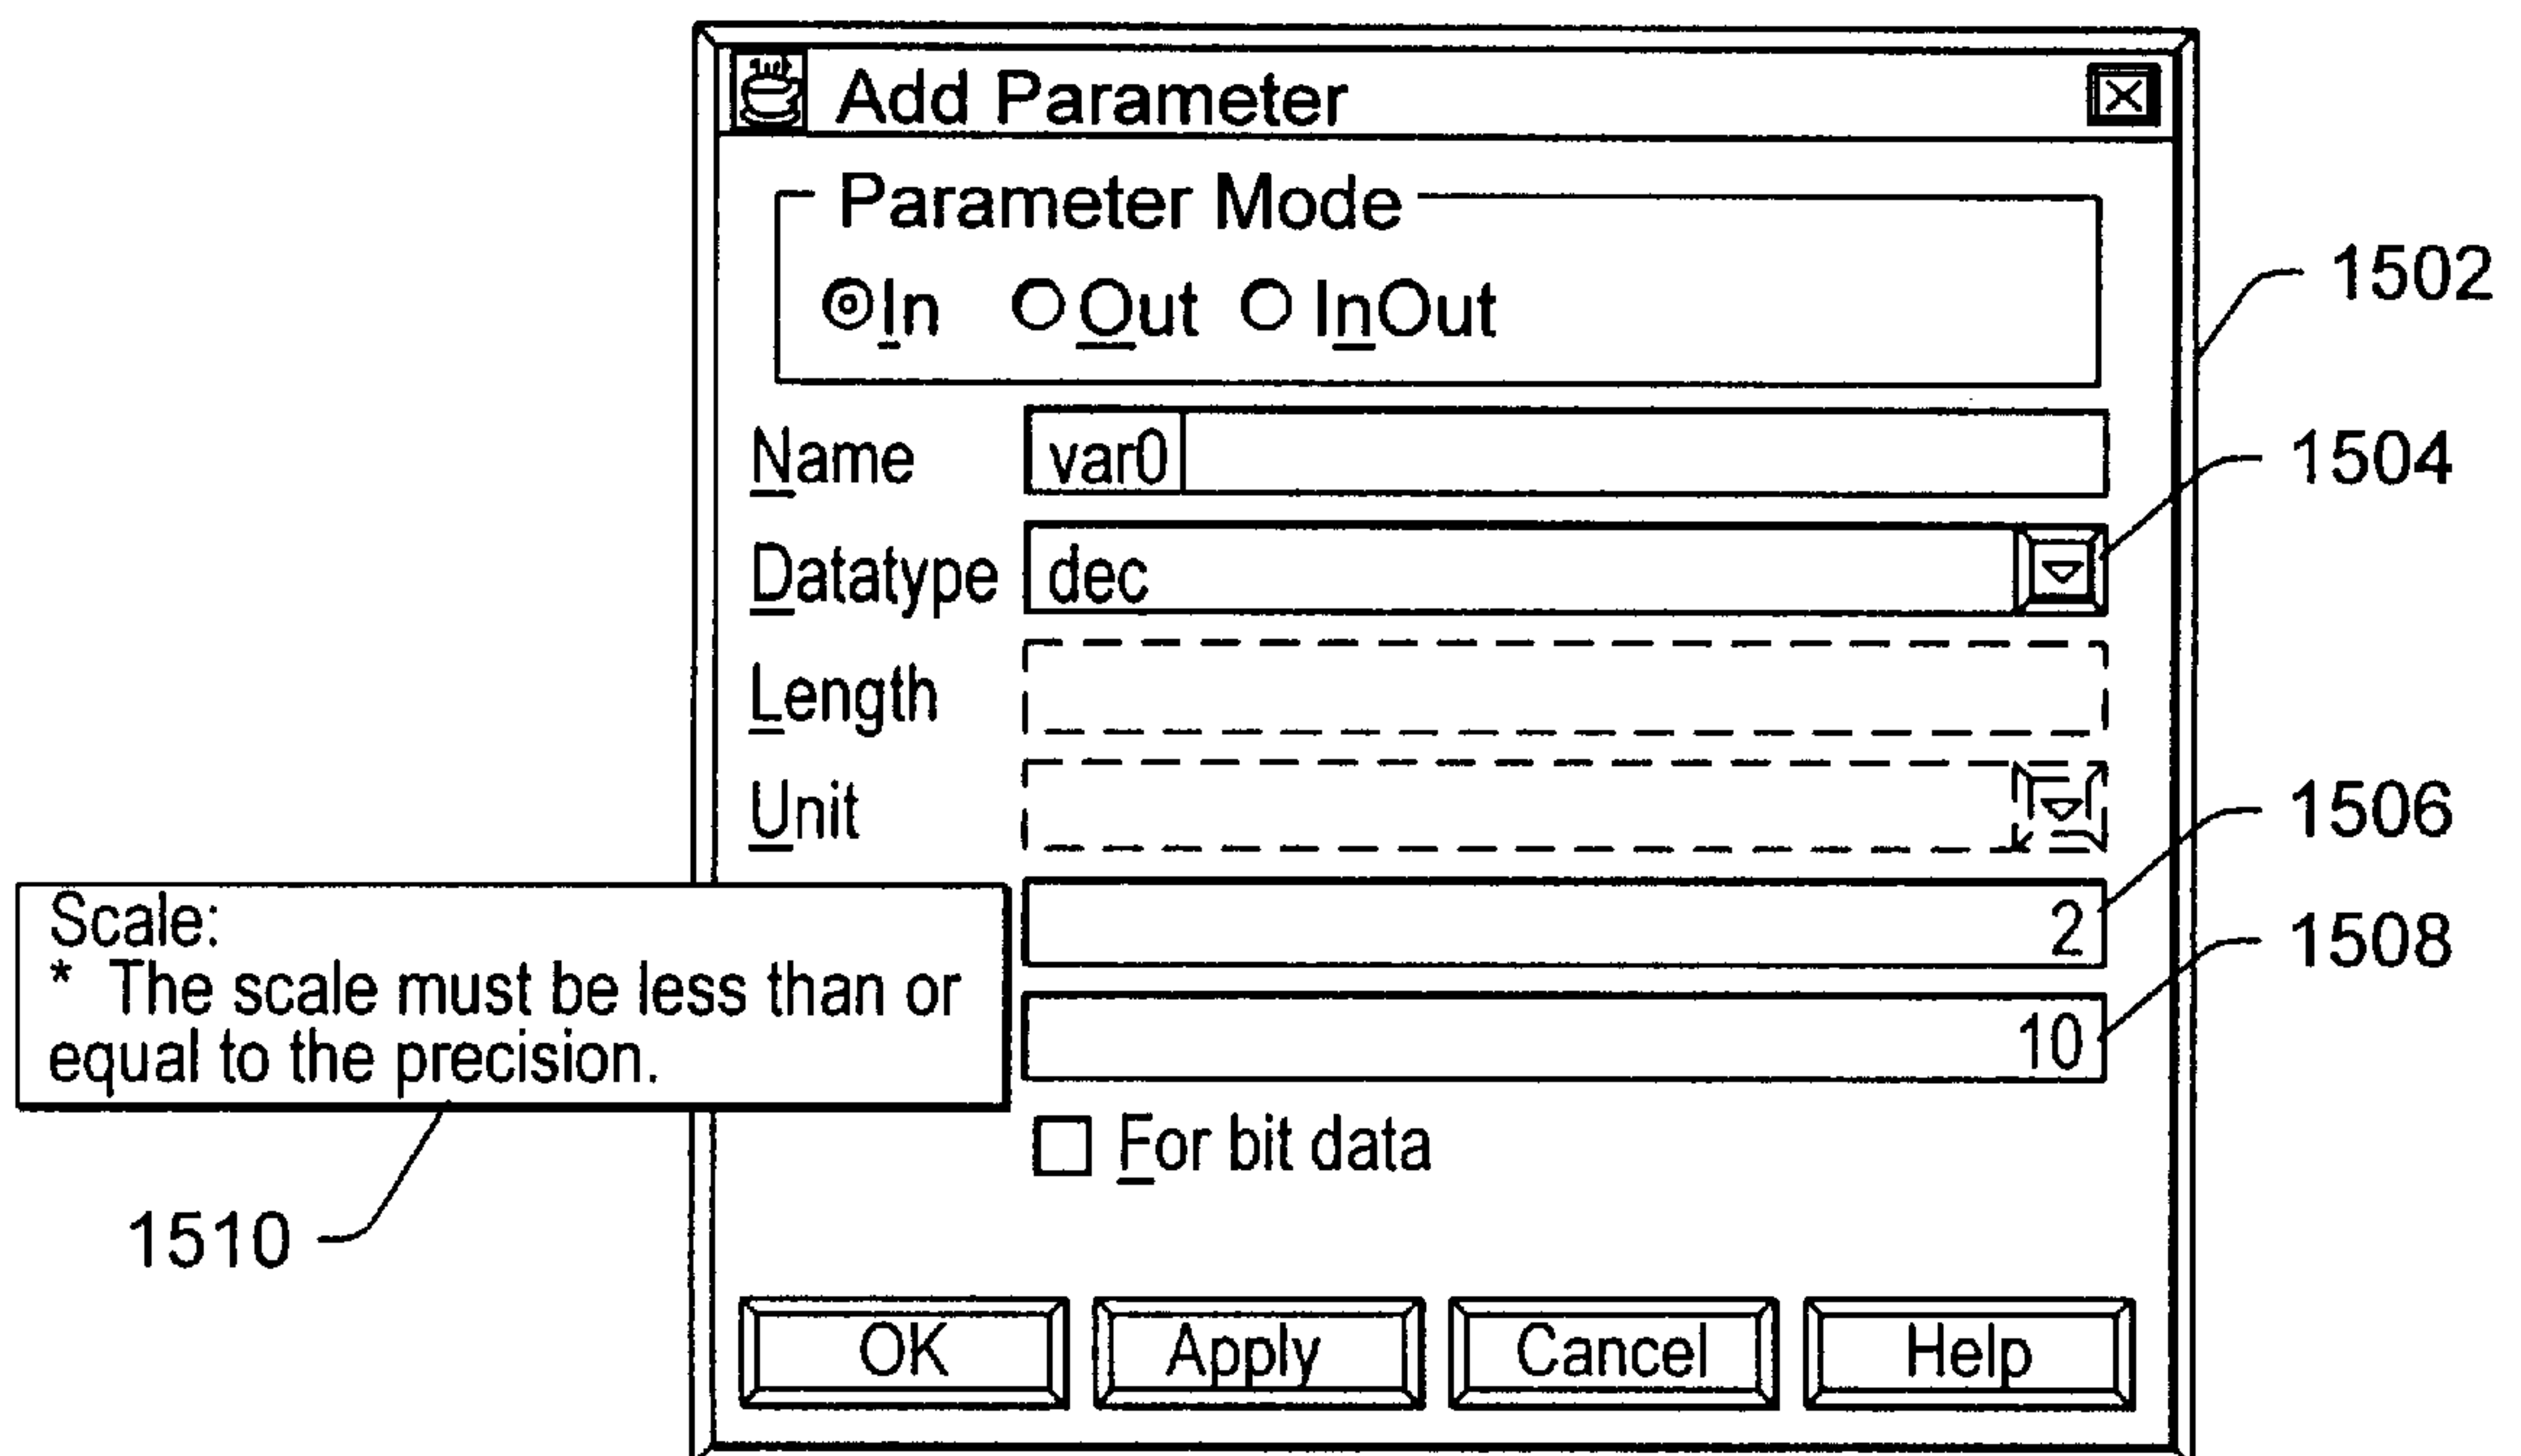 Add Parameter
Parameter Mode
In Out InOut
1502
Name var0
1504
Datatype dec
Length
Unit
1506
2
1508
10
Scale:
* The scale must be less than or
equal to the precision.
1510
For bit data
OK Apply Cancel Help